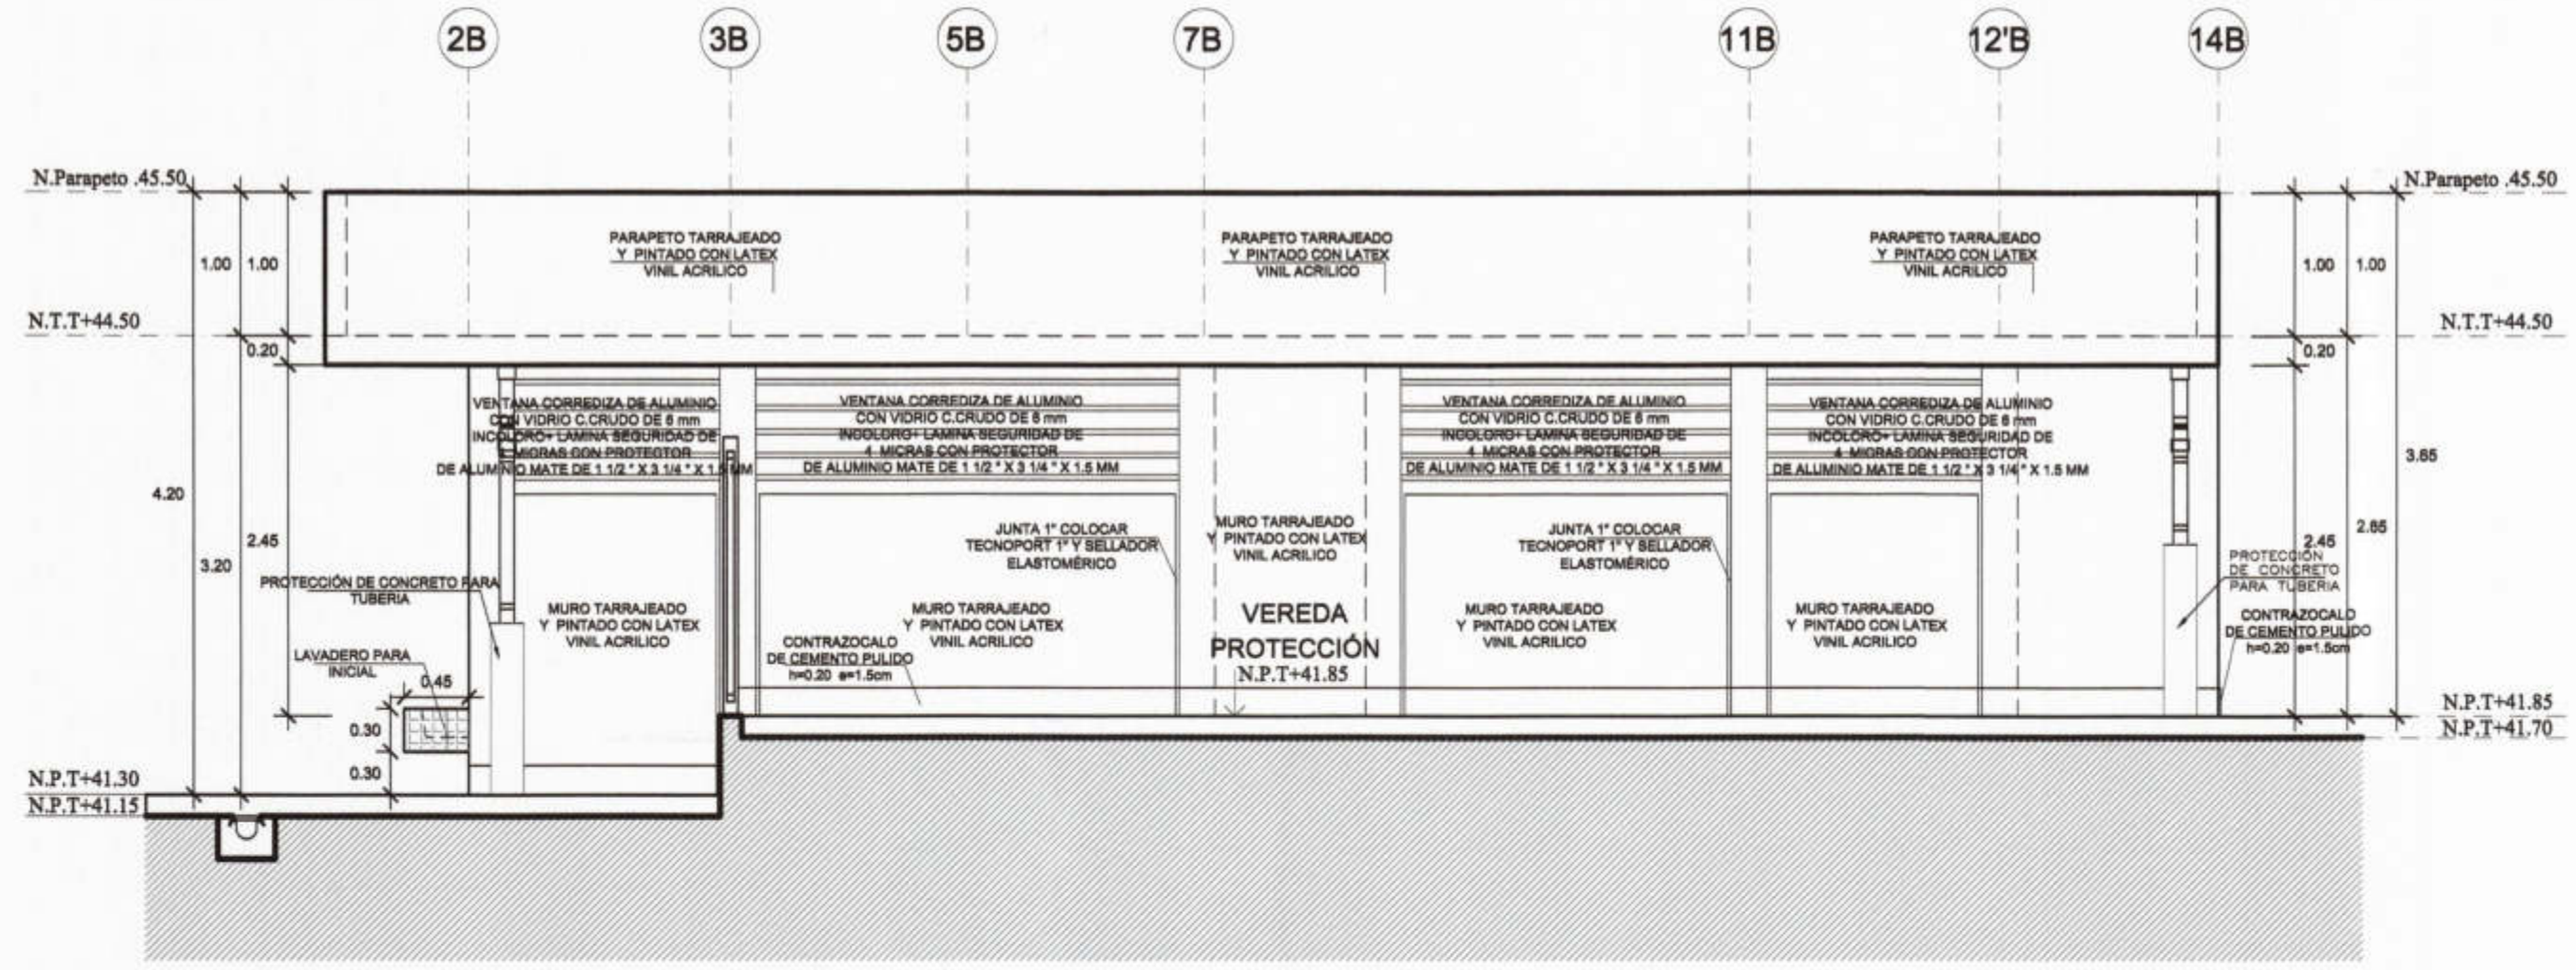 2B
3B
5B
7B
11B
12'B
14B
N.Parapeto .45.50
N.Parapeto .45.50
PARAPETO TARRAJEADO
Y PINTADO CON LATEX
VINIL ACRILICO
PARAPETO TARRAJEADO
Y PINTADO CON LATEX
VINIL ACRILICO
PARAPETO TARRAJEADO
Y PINTADO CON LATEX
VINIL ACRILICO
1.00
1.00
1.00
1.00
N.T.T+44.50
N.T.T+44.50
0.20
0.20
VENTANA CORREDIZA DE ALUMINIO
CON VIDRIO C.CRUDO DE 6 mm
INCOLORO+ LAMINA SEGURIDAD DE
4 MICRAS CON PROTECTOR
DE ALUMINIO MATE DE 1 1/2 " X 3 1/4 " X 1.5 MM
VENTANA CORREDIZA DE ALUMINIO
CON VIDRIO C.CRUDO DE 6 mm
INCOLORO+ LAMINA SEGURIDAD DE
4 MICRAS CON PROTECTOR
DE ALUMINIO MATE DE 1 1/2 " X 3 1/4 " X 1.5 MM
VENTANA CORREDIZA DE ALUMINIO
CON VIDRIO C.CRUDO DE 6 mm
INCOLORO+ LAMINA SEGURIDAD DE
4 MICRAS CON PROTECTOR
DE ALUMINIO MATE DE 1 1/2 " X 3 1/4 " X 1.5 MM
VENTANA CORREDIZA DE ALUMINIO
CON VIDRIO C.CRUDO DE 6 mm
INCOLORO+ LAMINA SEGURIDAD DE
4 MICRAS CON PROTECTOR
DE ALUMINIO MATE DE 1 1/2 " X 3 1/4 " X 1.5 MM
4.20
3.20
2.45
3.65
2.65
2.45
JUNTA 1" COLOCAR
TECNOPORT 1" Y SELLADOR
ELASTOMÉRICO
MURO TARRAJEADO
Y PINTADO CON LATEX
VINIL ACRILICO
JUNTA 1" COLOCAR
TECNOPORT 1" Y SELLADOR
ELASTOMÉRICO
PROTECCIÓN DE CONCRETO PARA
TUBERIA
PROTECCIÓN
DE CONCRETO
PARA TUBERIA
MURO TARRAJEADO
Y PINTADO CON LATEX
VINIL ACRILICO
MURO TARRAJEADO
Y PINTADO CON LATEX
VINIL ACRILICO
VEREDA
PROTECCIÓN
N.P.T+41.85
MURO TARRAJEADO
Y PINTADO CON LATEX
VINIL ACRILICO
MURO TARRAJEADO
Y PINTADO CON LATEX
VINIL ACRILICO
CONTRAZOCALO
DE CEMENTO PULIDO
h=0.20 e=1.5cm
CONTRAZOCALO
DE CEMENTO PULIDO
h=0.20 e=1.5cm
LAVADERO PARA
INICIAL
0.45
0.30
0.30
N.P.T+41.85
N.P.T+41.70
N.P.T+41.30
N.P.T+41.15